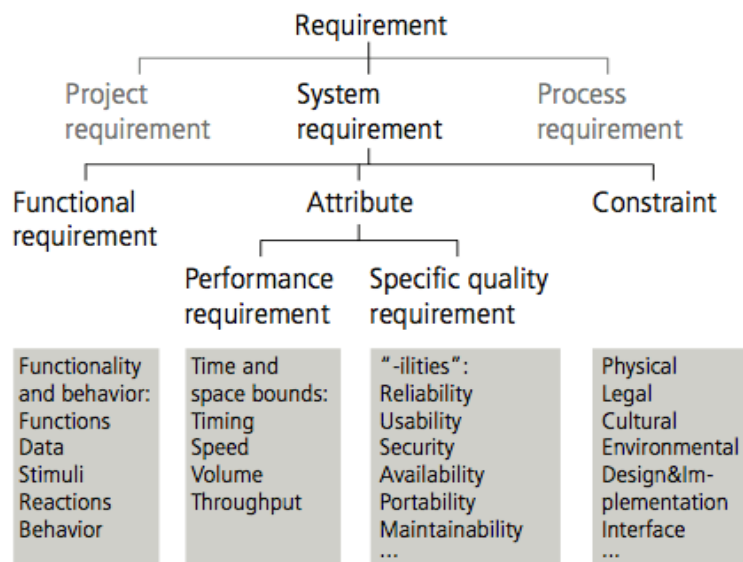 Requirement
Project
requirement
System
requirement
Process
requirement
Functional
requirement
Attribute
Constraint
Performance
requirement
Specific quality
requirement
Functionality
and behavior:
Functions
Data
Stimuli
Reactions
Behavior
Time and
space bounds:
Timing
Speed
Volume
Throughput
“-ilities”:
Reliability
Usability
Security
Availability
Portability
Maintainability
...
Physical
Legal
Cultural
Environmental
Design&Im-
plementation
Interface
...